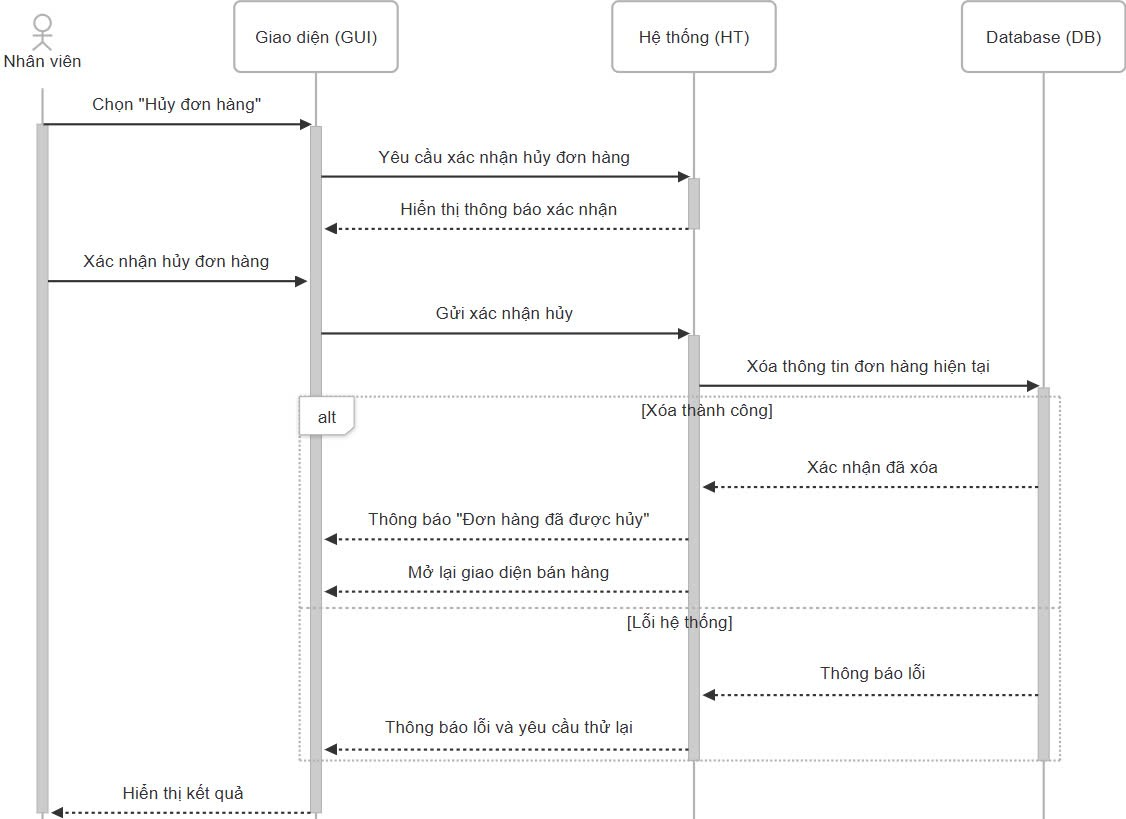 Nhân viên
Giao diện (GUI)
Hệ thống (HT)
Database (DB)
Chọn "Hủy đơn hàng"
Yêu cầu xác nhận hủy đơn hàng
Hiển thị thông báo xác nhận
Xác nhận hủy đơn hàng
Gửi xác nhận hủy
Xóa thông tin đơn hàng hiện tại
alt
[Xóa thành công]
Xác nhận đã xóa
Thông báo "Đơn hàng đã được hủy"
Mở lại giao diện bán hàng
[Lỗi hệ thống]
Thông báo lỗi
Thông báo lỗi và yêu cầu thử lại
Hiển thị kết quả